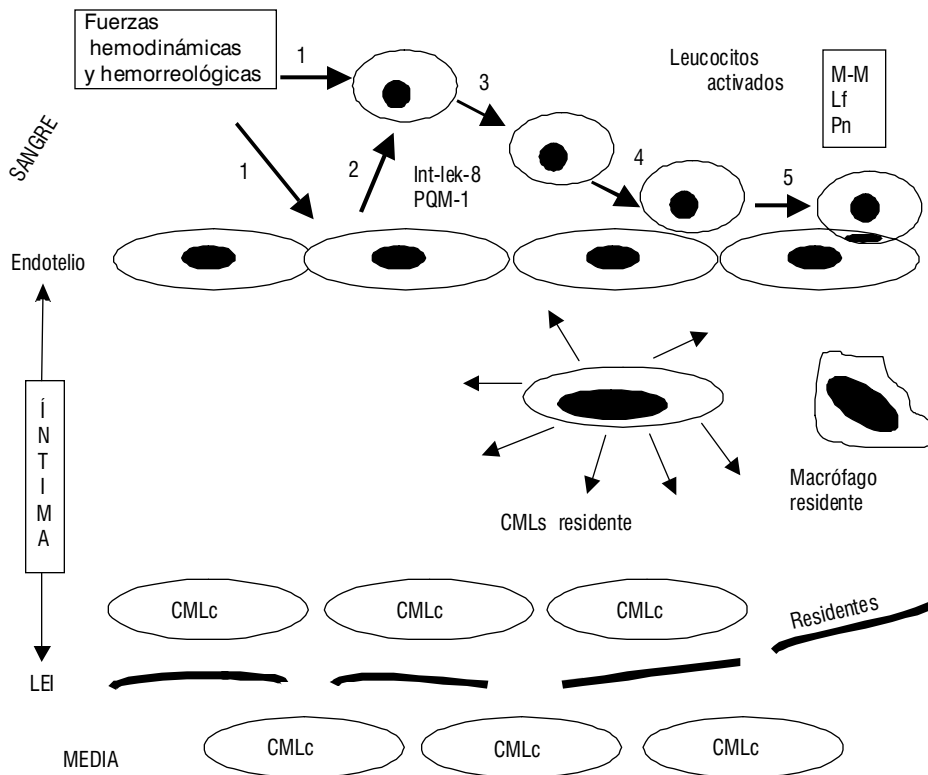 Fuerzas
hemodinámicas
y hemorreológicas
1
3
Leucocitos
activados
M-M
Lf
Pn
SANGRE
1
2
Int-lek-8
PQM-1
4
5
Endotelio
Í
N
T
I
M
A
Macrófago
residente
CMLs residente
CMLc
CMLc
CMLc
Residentes
LEI
CMLc
CMLc
CMLc
MEDIA